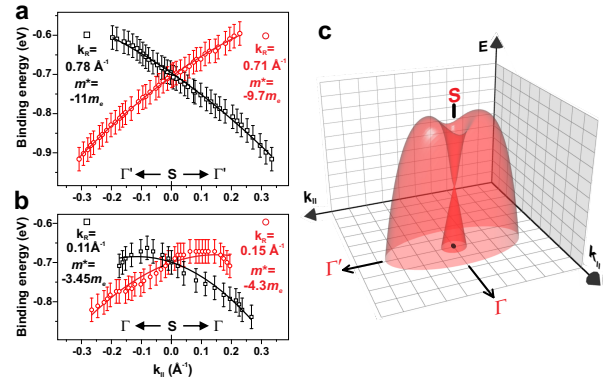 a
Binding energy (eV)
-0.6
-0.7
-0.8
-0.9
k_R=
0.78 Å⁻¹
m*=
-11m_e
k_R=
0.71 Å⁻¹
m*=
-9.7m_e
Γ' ← S → Γ'
-0.3 -0.2 -0.1 0.0 0.1 0.2 0.3
b
Binding energy (eV)
-0.6
-0.7
-0.8
k_R=
0.11Å⁻¹
m*=
-3.45m_e
k_R=
0.15 Å⁻¹
m*=
-4.3m_e
Γ ← S → Γ
-0.3 -0.2 -0.1 0.0 0.1 0.2 0.3
k_II (Å⁻¹)
c
E
S
k_II
k_II
Γ'
Γ